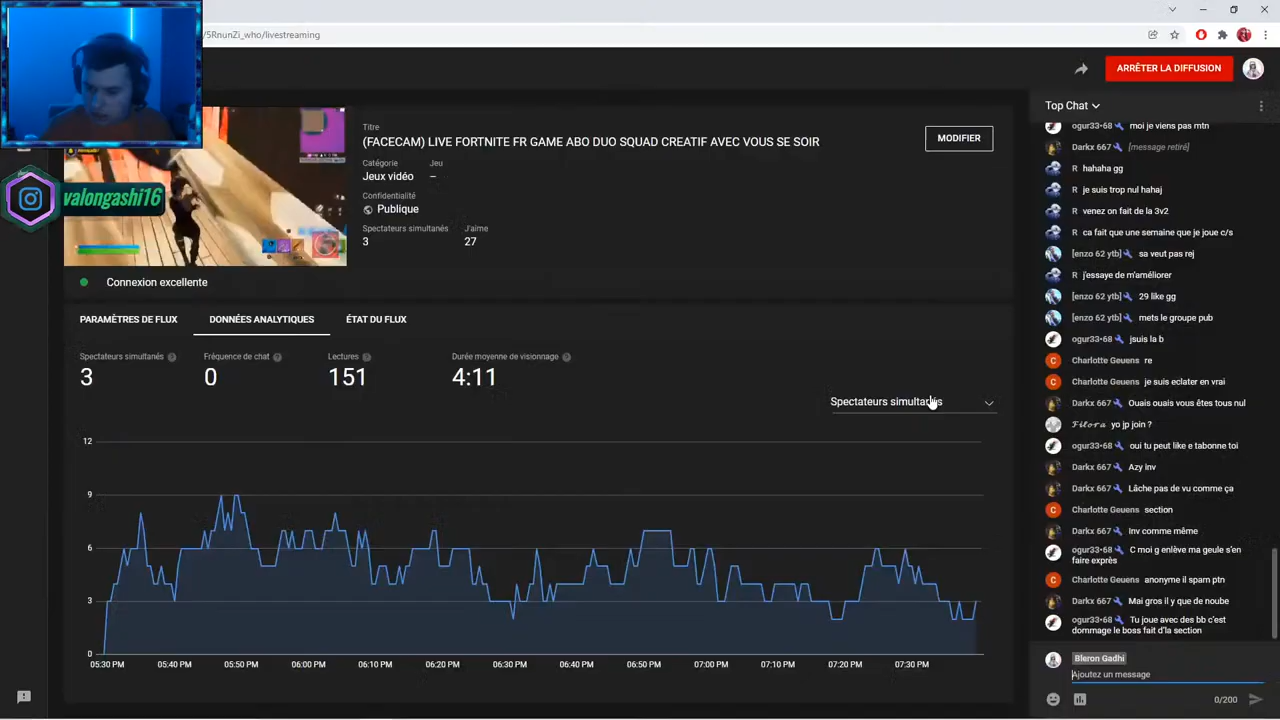 /5RnunZi_who/livestreaming
ARRÊTER LA DIFFUSION
valongashi16
Titre
(FACECAM) LIVE FORTNITE FR GAME ABO DUO SQUAD CREATIF AVEC VOUS SE SOIR
MODIFIER
Catégorie Jeu
Jeux vidéo –
Confidentialité
Publique
Spectateurs simultanés J'aime
3 27
Connexion excellente
PARAMÈTRES DE FLUX DONNÉES ANALYTIQUES ÉTAT DU FLUX
Spectateurs simultanés Fréquence de chat Lectures Durée moyenne de visionnage
3 0 151 4:11
Spectateurs simultanés
12
9
6
3
0
05:30 PM 05:40 PM 05:50 PM 06:00 PM 06:10 PM 06:20 PM 06:30 PM 06:40 PM 06:50 PM 07:00 PM 07:10 PM 07:20 PM 07:30 PM
Top Chat
ogur33•68 moi je viens pas mtn
Darkx 667 [message retiré]
R hahaha gg
R je suis trop nul hahaj
R venez on fait de la 3v2
R ca fait que une semaine que je joue c/s
[enzo 62 ytb] sa veut pas rej
R j'essaye de m'améliorer
[enzo 62 ytb] 29 like gg
[enzo 62 ytb] mets le groupe pub
ogur33•68 jsuis la b
Charlotte Geuens re
Charlotte Geuens je suis eclater en vrai
Darkx 667 Ouais ouais vous êtes tous nul
𝓕𝓲𝓵𝓸𝓻𝓪 yo jp join ?
ogur33•68 oui tu peut like e tabonne toi
Darkx 667 Azy inv
Darkx 667 Lâche pas de vu comme ça
Charlotte Geuens section
Darkx 667 Inv comme même
ogur33•68 C moi g enlève ma geule s'en
faire exprès
Charlotte Geuens anonyme il spam ptn
Darkx 667 Mai gros il y que de noube
ogur33•68 Tu joue avec des bb c'est
dommage le boss fait d'la section
Bleron Gadhi
Ajoutez un message
0/200